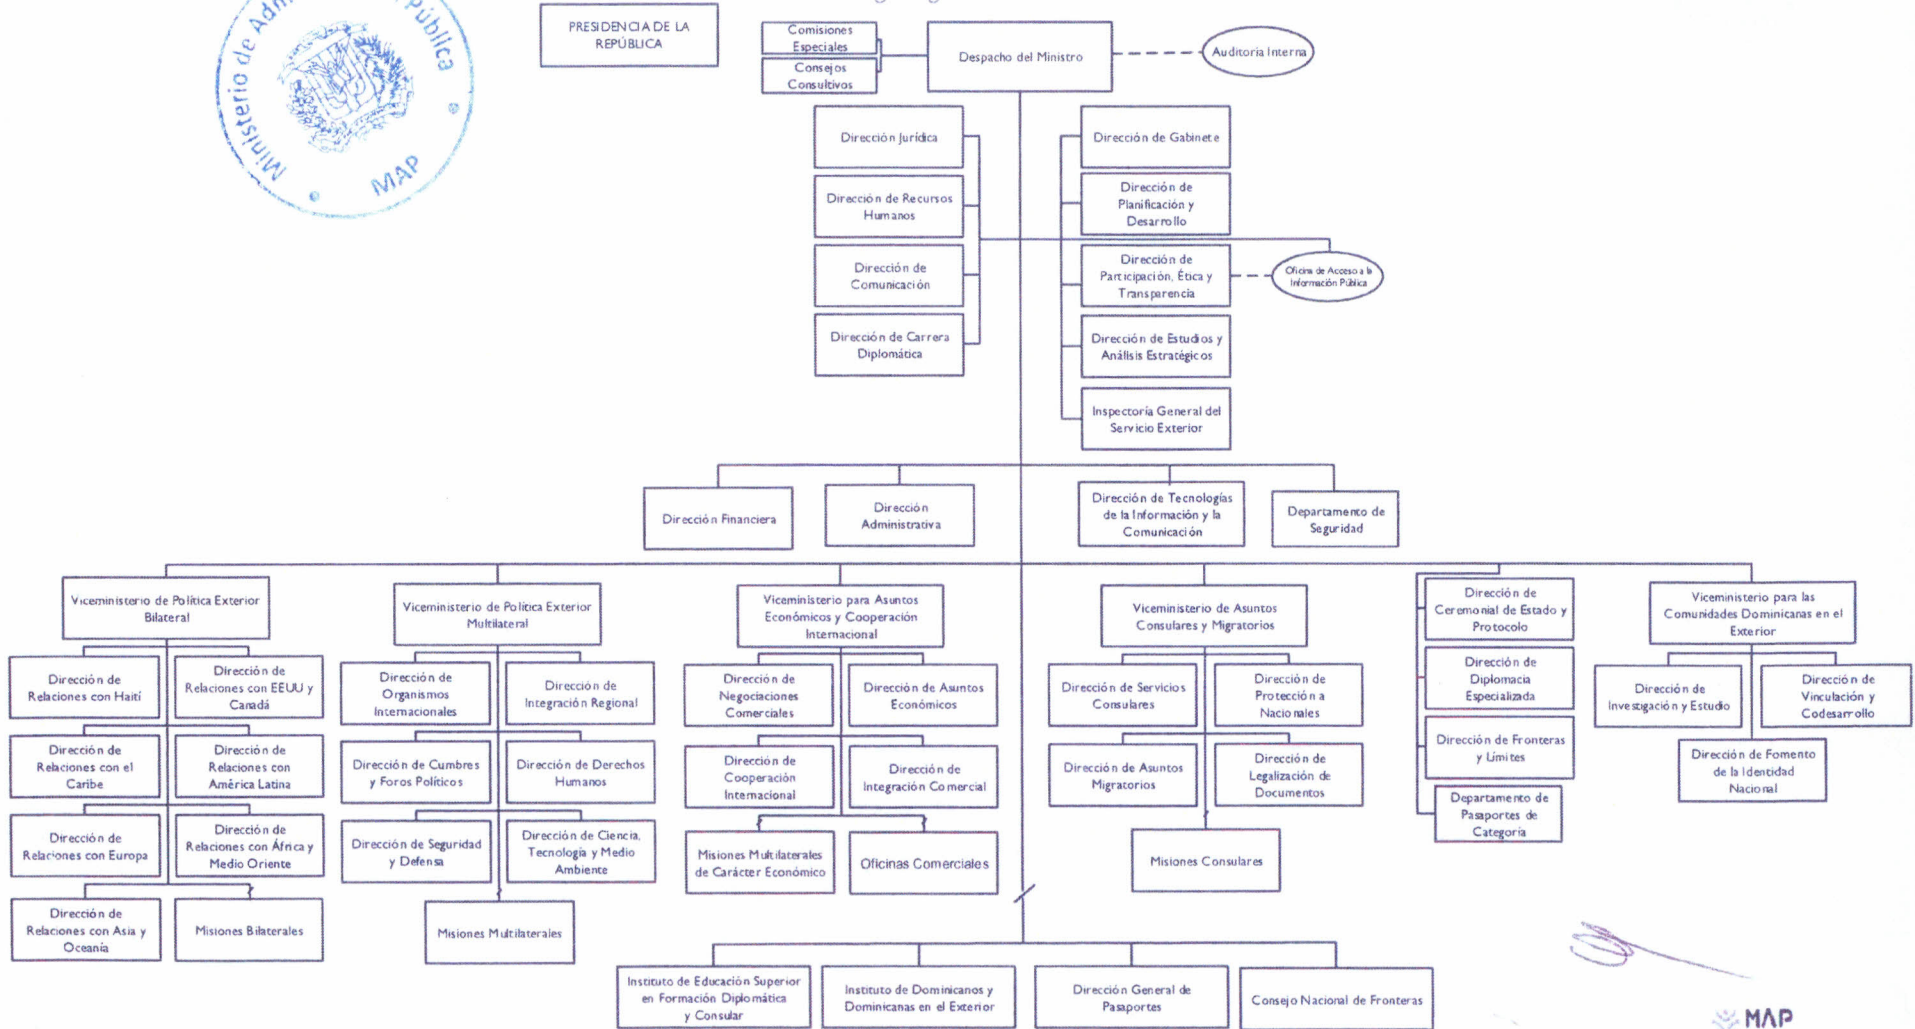 Ministerio de Adm
Pública
MAP
PRESIDENCIA DE LA
REPÚBLICA
Comisiones
Especiales
Consejos
Consultivos
Despacho del Ministro
Auditoría Interna
Dirección Jurídica
Dirección de Gabinete
Dirección de Recursos
Humanos
Dirección de
Planificación y
Desarrollo
Dirección de
Comunicación
Dirección de
Participación, Ética y
Transparencia
Oficina de Acceso a la
Información Pública
Dirección de Carrera
Diplomática
Dirección de Estudios y
Análisis Estratégicos
Inspectoría General del
Servicio Exterior
Dirección Financiera
Dirección
Administrativa
Dirección de Tecnologías
de la Información y la
Comunicación
Departamento de
Seguridad
Viceministerio de Política Exterior
Bilateral
Viceministerio de Política Exterior
Multilateral
Viceministerio para Asuntos
Económicos y Cooperación
Internacional
Viceministerio de Asuntos
Consulares y Migratorios
Dirección de
Ceremonial de Estado y
Protocolo
Viceministerio para las
Comunidades Dominicanas en el
Exterior
Dirección de
Relaciones con Haití
Dirección de
Relaciones con EEUU y
Canadá
Dirección de
Organismos
Internacionales
Dirección de
Integración Regional
Dirección de
Negociaciones
Comerciales
Dirección de Asuntos
Económicos
Dirección de Servicios
Consulares
Dirección de
Protección a
Nacionales
Dirección de
Diplomacia
Especializada
Dirección de
Investigación y Estudio
Dirección de
Vinculación y
Codesarrollo
Dirección de
Relaciones con el
Caribe
Dirección de
Relaciones con
América Latina
Dirección de Cumbres
y Foros Políticos
Dirección de Derechos
Humanos
Dirección de
Cooperación
Internacional
Dirección de
Integración Comercial
Dirección de Asuntos
Migratorios
Dirección de
Legalización de
Documentos
Dirección de Fronteras
y Límites
Dirección de Fomento
de la Identidad
Nacional
Dirección de
Relaciones con Europa
Dirección de
Relaciones con África y
Medio Oriente
Dirección de Seguridad
y Defensa
Dirección de Ciencia,
Tecnología y Medio
Ambiente
Misiones Multilaterales
de Carácter Económico
Oficinas Comerciales
Misiones Consulares
Departamento de
Pasaportes de
Categoría
Dirección de
Relaciones con Asia y
Oceanía
Misiones Bilaterales
Misiones Multilaterales
Instituto de Educación Superior
en Formación Diplomática
y Consular
Instituto de Dominicanos y
Dominicanas en el Exterior
Dirección General de
Pasaportes
Consejo Nacional de Fronteras
MAP